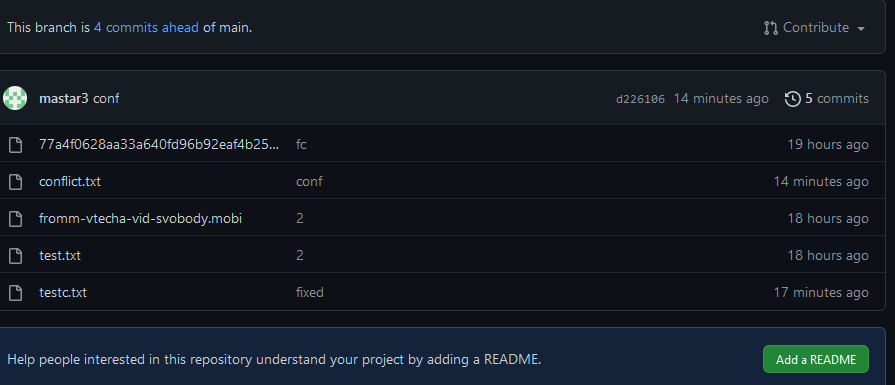 This branch is 4 commits ahead of main.
Contribute
mastar3 conf
d226106 14 minutes ago 5 commits
77a4f0628aa33a640fd96b92eaf4b25... fc 19 hours ago
conflict.txt conf 14 minutes ago
fromm-vtecha-vid-svobody.mobi 2 18 hours ago
test.txt 2 18 hours ago
testc.txt fixed 17 minutes ago
Help people interested in this repository understand your project by adding a README.
Add a README